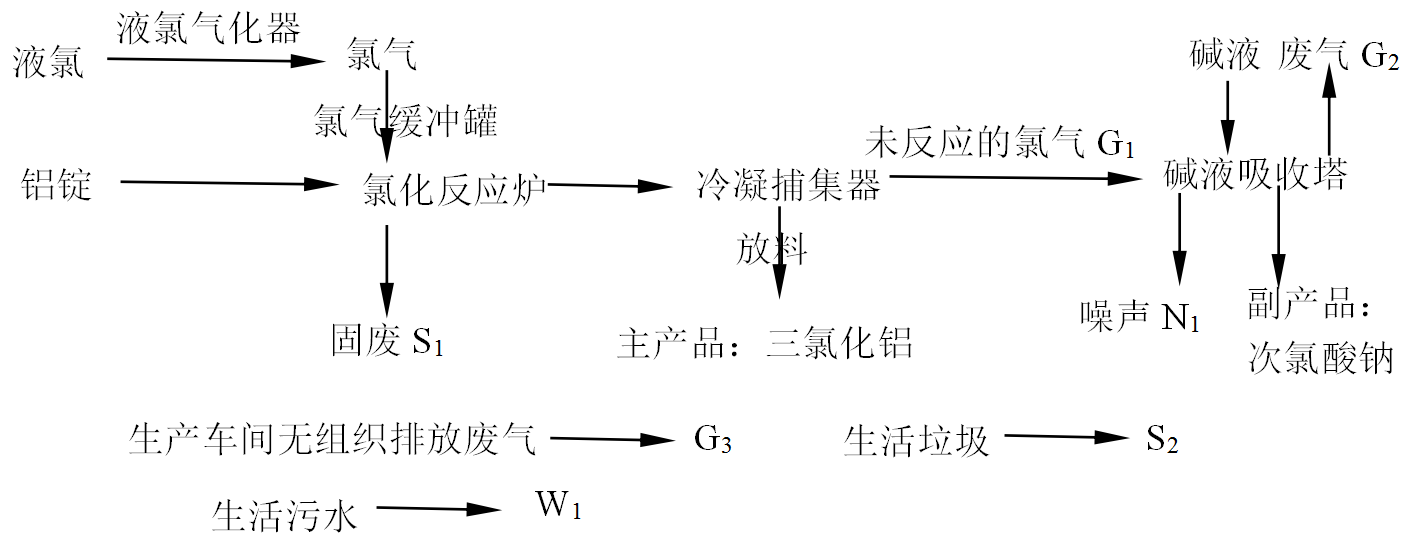 液氯气化器
液氯
氯气
碱液 废气 G₂
氯气缓冲罐
未反应的氯气 G₁
铝锭
氯化反应炉
冷凝捕集器
碱液吸收塔
放料
固废 S₁
主产品：三氯化铝
噪声 N₁
副产品：
次氯酸钠
生产车间无组织排放废气
G₃
生活垃圾
S₂
生活污水
W₁